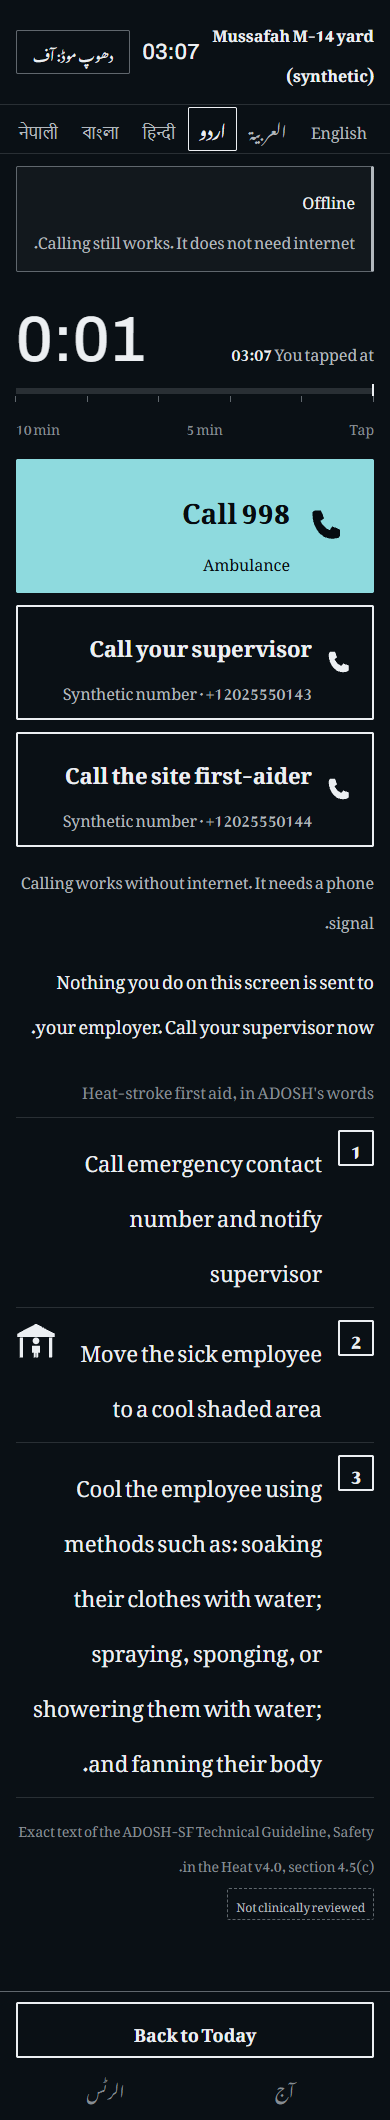 Mussafah M-14 yard
(synthetic)
03:07
دھوپ موڈ: آف
English
العربية
اردو
हिन्दी
বাংলা
नेपाली
Offline
.Calling still works. It does not need internet
03:07 You tapped at
0:01
Tap
5 min
10 min
Call 998
Ambulance
Call your supervisor
Synthetic number · +12025550143
Call the site first-aider
Synthetic number · +12025550144
Calling works without internet. It needs a phone
.signal
Nothing you do on this screen is sent to
.your employer. Call your supervisor now
Heat-stroke first aid, in ADOSH's words
1
Call emergency contact
number and notify
supervisor
2
Move the sick employee
to a cool shaded area
3
Cool the employee using
methods such as: soaking
their clothes with water;
spraying, sponging, or
showering them with water;
.and fanning their body
Exact text of the ADOSH-SF Technical Guideline, Safety
.in the Heat v4.0, section 4.5(c)
Not clinically reviewed
Back to Today
آج
الرٹس